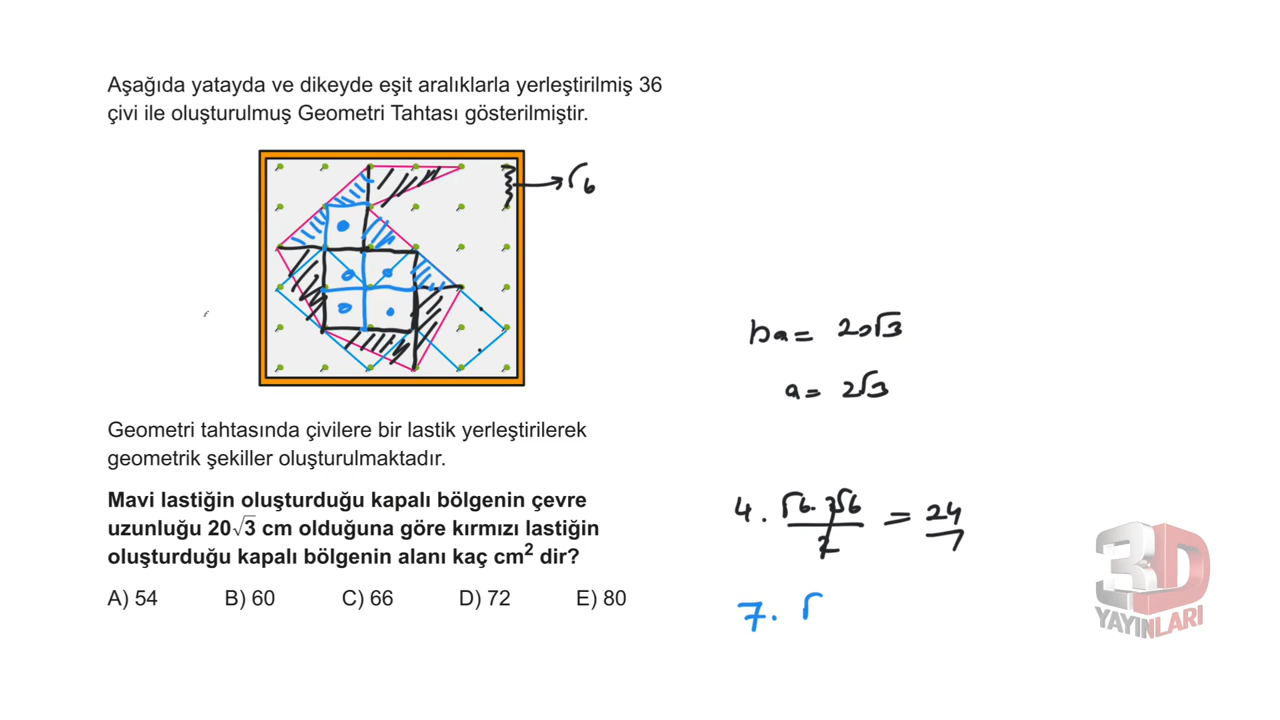 Aşağıda yatayda ve dikeyde eşit aralıklarla yerleştirilmiş 36
çivi ile oluşturulmuş Geometri Tahtası gösterilmiştir.
√6
Geometri tahtasında çivilere bir lastik yerleştirilerek
geometrik şekiller oluşturulmaktadır.
Mavi lastiğin oluşturduğu kapalı bölgenin çevre
uzunluğu 20√3 cm olduğuna göre kırmızı lastiğin
oluşturduğu kapalı bölgenin alanı kaç cm² dir?
A) 54 B) 60 C) 66 D) 72 E) 80
= 20√3
a = 2√3
4. √6. 2√6 / 2 = 24
7. √
3D
YAYINLARI